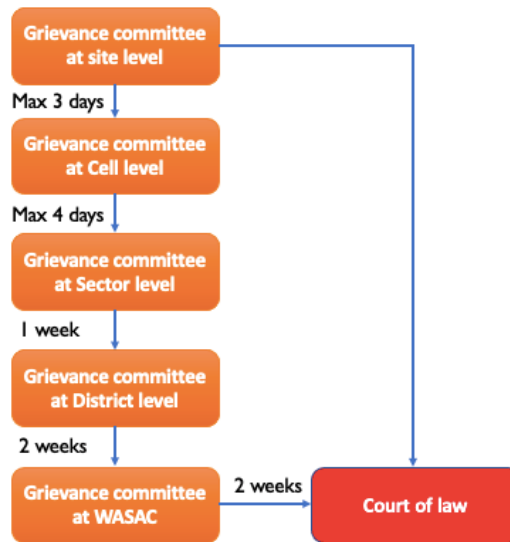 Grievance committee
at site level
Max 3 days
Grievance committee
at Cell level
Max 4 days
Grievance committee
at Sector level
1 week
Grievance committee
at District level
2 weeks
Grievance committee
at WASAC
2 weeks
Court of law